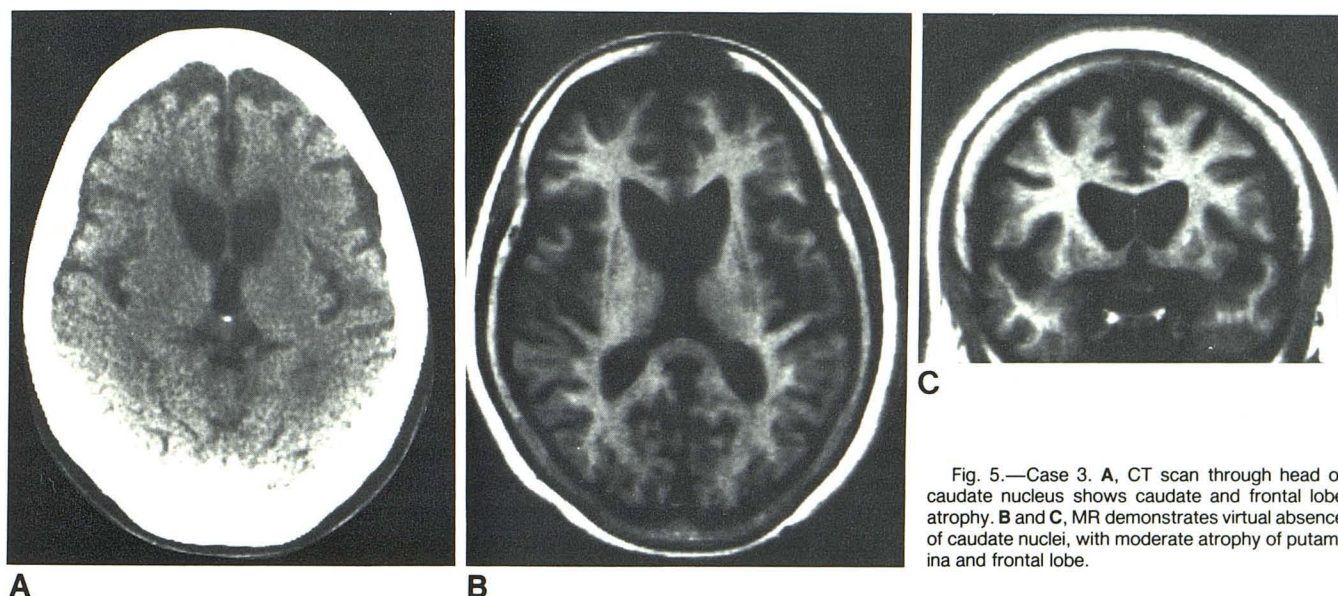 A
B
C
Fig. 5.—Case 3. A, CT scan through head o
caudate nucleus shows caudate and frontal lobe
atrophy. B and C, MR demonstrates virtual absence
of caudate nuclei, with moderate atrophy of putam-
ina and frontal lobe.